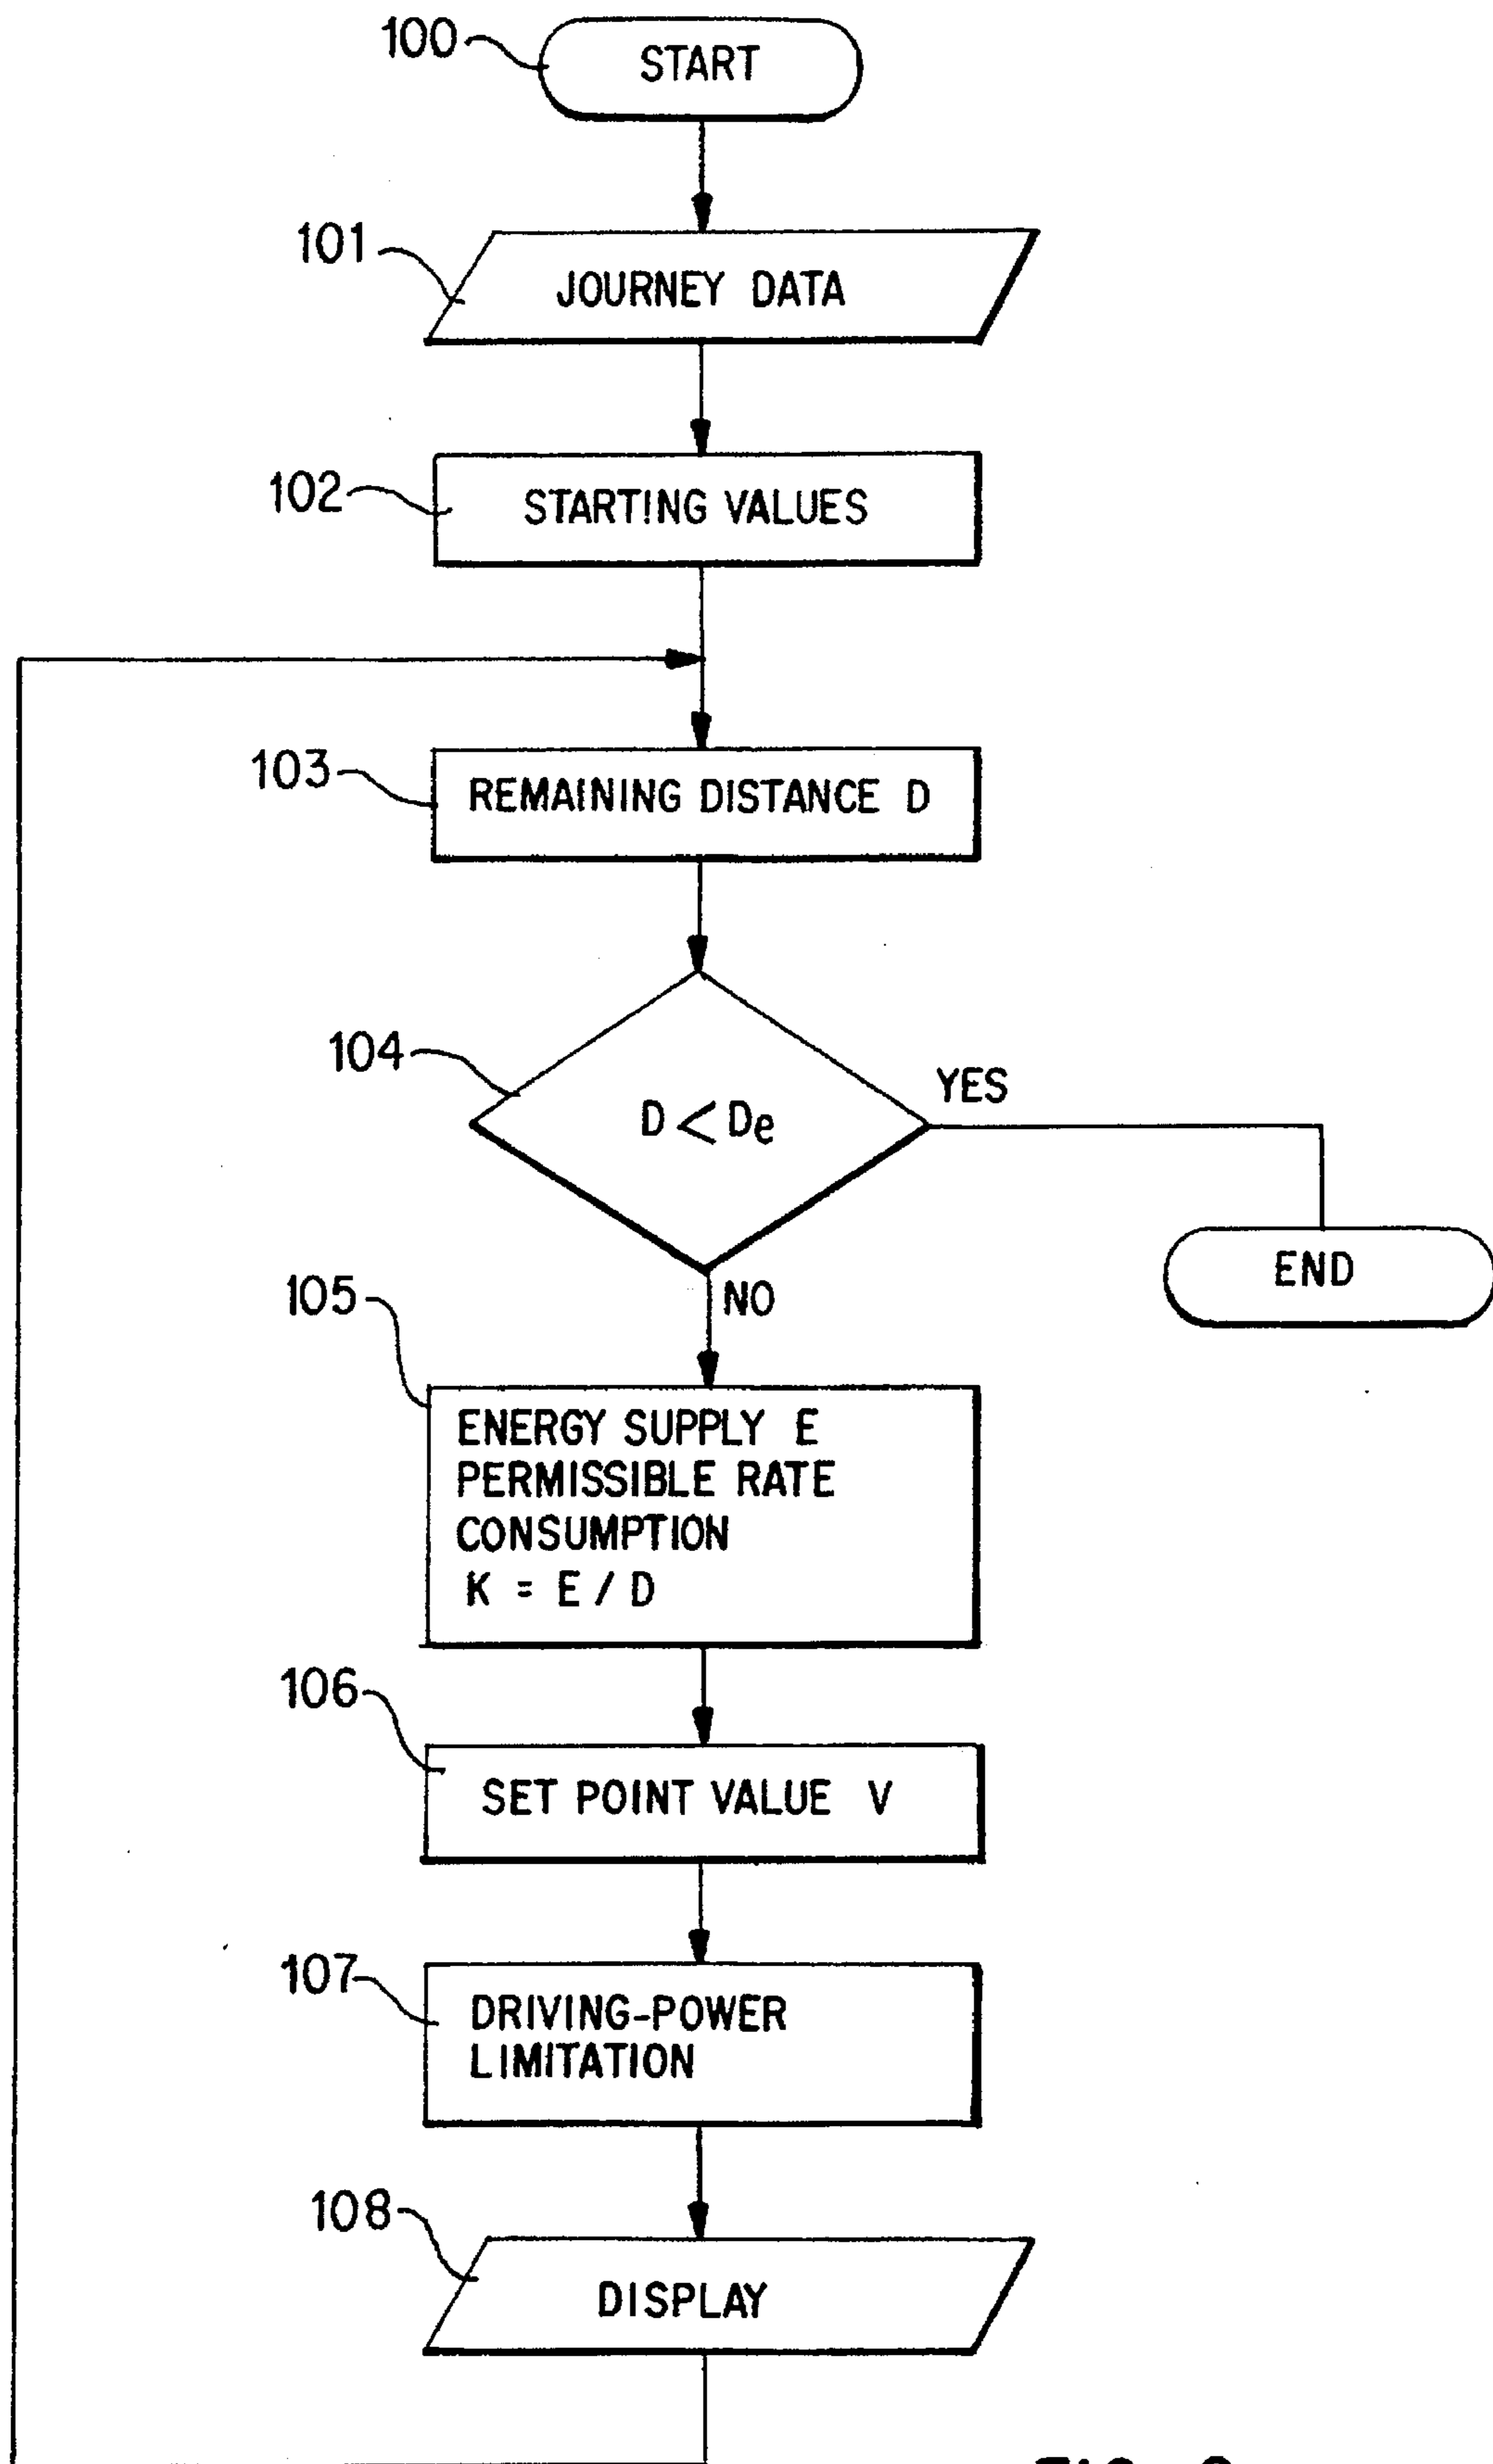 100
START
101
JOURNEY DATA
102
STARTING VALUES
103
REMAINING DISTANCE D
104
D < De
YES
END
NO
105
ENERGY SUPPLY E
PERMISSIBLE RATE
CONSUMPTION
K = E / D
106
SET POINT VALUE V
107
DRIVING-POWER
LIMITATION
108
DISPLAY